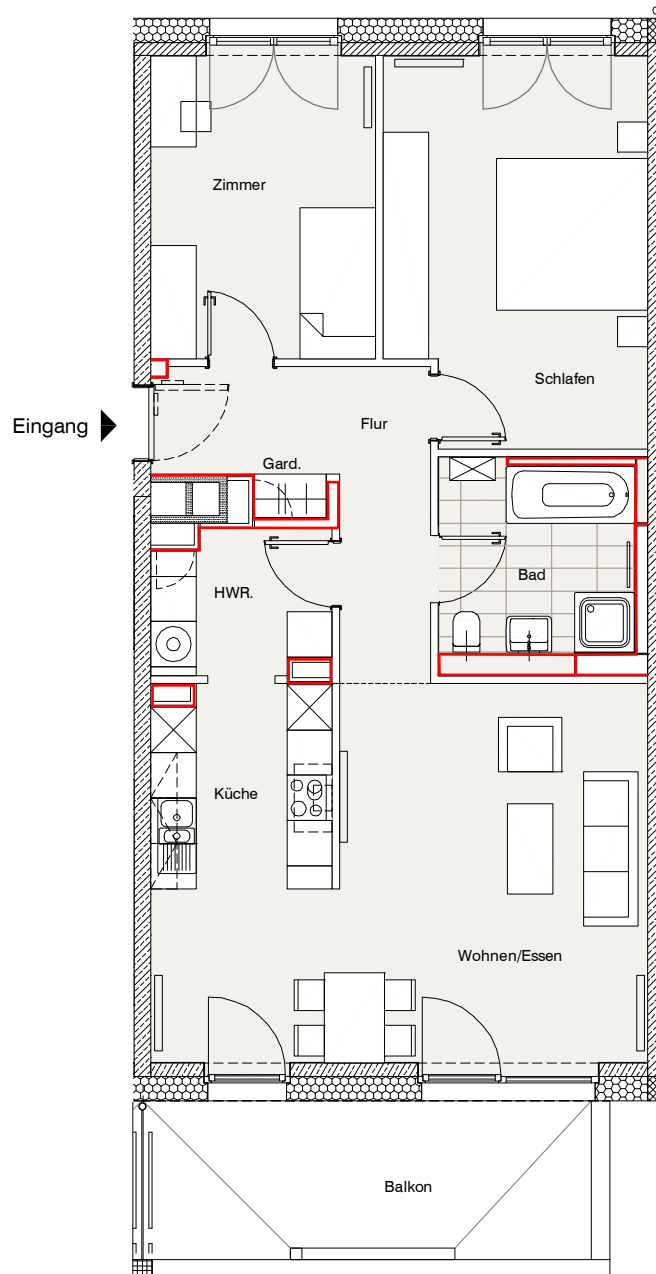 Zimmer
Schlafen
Eingang
Flur
Gard.
Bad
HWR.
Küche
Wohnen/Essen
Balkon